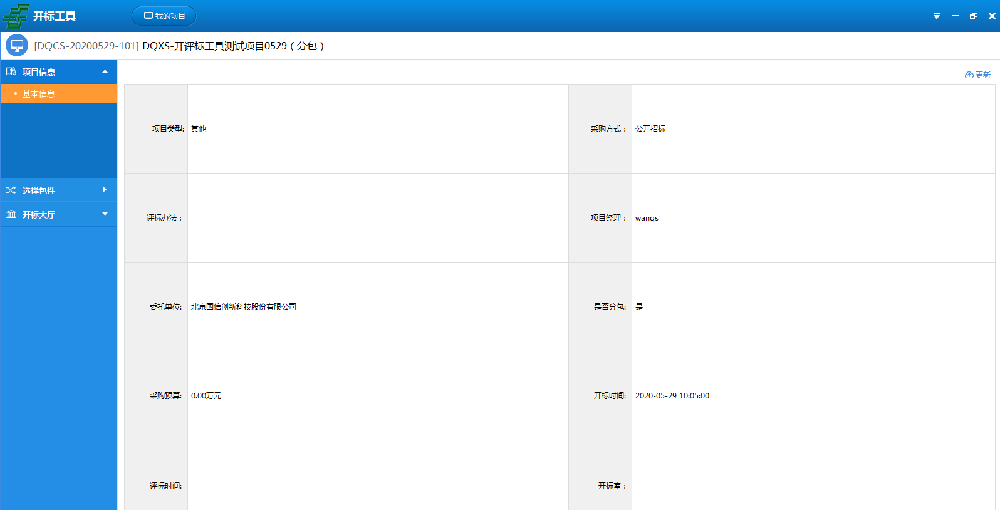 开标工具
我的项目
[DQCS-20200529-101] DQXS-开评标工具测试项目0529（分包）
项目信息
基本信息
选择包件
开标大厅
更新
项目类型: 其他
采购方式： 公开招标
评标办法：
项目经理： wanqs
委托单位: 北京国信创新科技股份有限公司
是否分包: 是
采购预算: 0.00万元
开标时间: 2020-05-29 10:05:00
评标时间:
开标室：